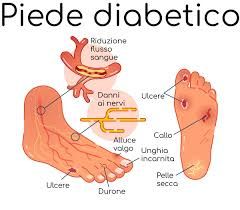 Piede diabetico
Riduzione
flusso
sangue
Danni
ai nervi
Alluce
valgo
Unghia
incarnita
Ulcere
Durone
Ulcere
Callo
Pelle
secca